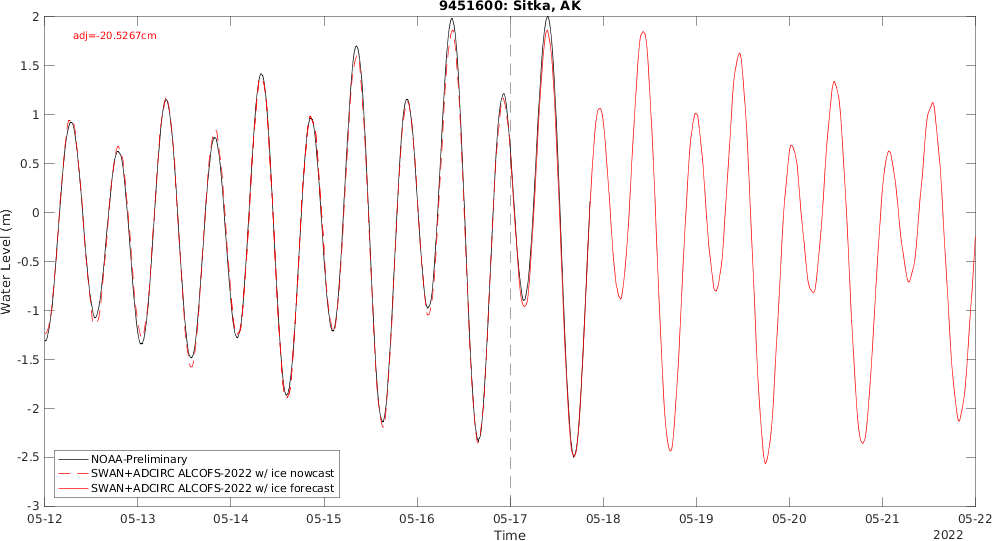 9451600: Sitka, AK
adj=-20.5267cm
2
1.5
1
0.5
0
-0.5
-1
-1.5
-2
-2.5
-3
Water Level (m)
NOAA-Preliminary
SWAN+ADCIRC ALCOFS-2022 w/ ice nowcast
SWAN+ADCIRC ALCOFS-2022 w/ ice forecast
05-12 05-13 05-14 05-15 05-16 05-17 05-18 05-19 05-20 05-21 05-22
Time
2022